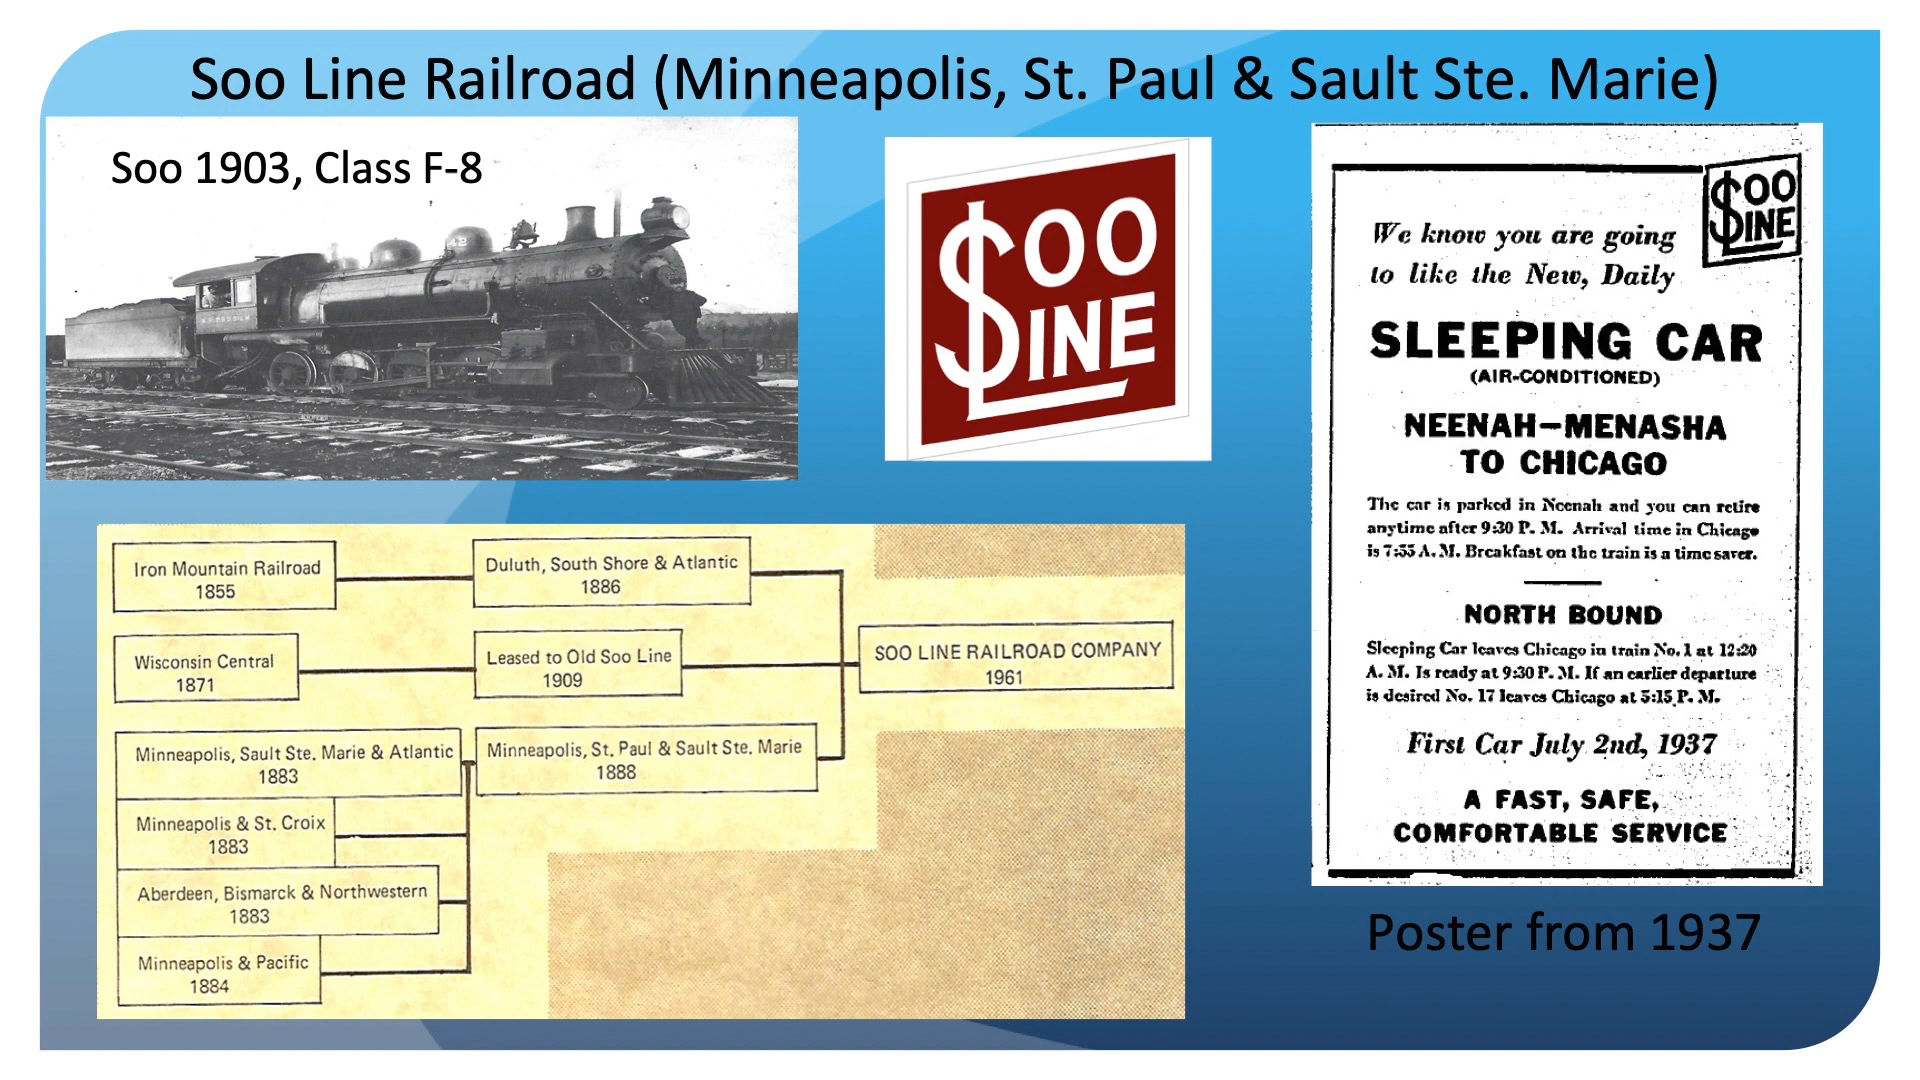 Soo Line Railroad (Minneapolis, St. Paul & Sault Ste. Marie)
Soo 1903, Class F-8
42
SOO
LINE
SOO
LINE
We know you are going
to like the New, Daily
SLEEPING CAR
(AIR-CONDITIONED)
NEENAH-MENASHA
TO CHICAGO
The car is parked in Neenah and you can retire
anytime after 9:30 P. M. Arrival time in Chicago
is 7:55 A. M. Breakfast on the train is a time saver.
NORTH BOUND
Sleeping Car leaves Chicago in train No. 1 at 12:20
A. M. Is ready at 9:30 P. M. If an earlier departure
is desired No. 17 leaves Chicago at 5:15 P. M.
First Car July 2nd, 1937
A FAST, SAFE,
COMFORTABLE SERVICE
Poster from 1937
Iron Mountain Railroad
1855
Duluth, South Shore & Atlantic
1886
Wisconsin Central
1871
Leased to Old Soo Line
1909
SOO LINE RAILROAD COMPANY
1961
Minneapolis, Sault Ste. Marie & Atlantic
1883
Minneapolis, St. Paul & Sault Ste. Marie
1888
Minneapolis & St. Croix
1883
Aberdeen, Bismarck & Northwestern
1883
Minneapolis & Pacific
1884